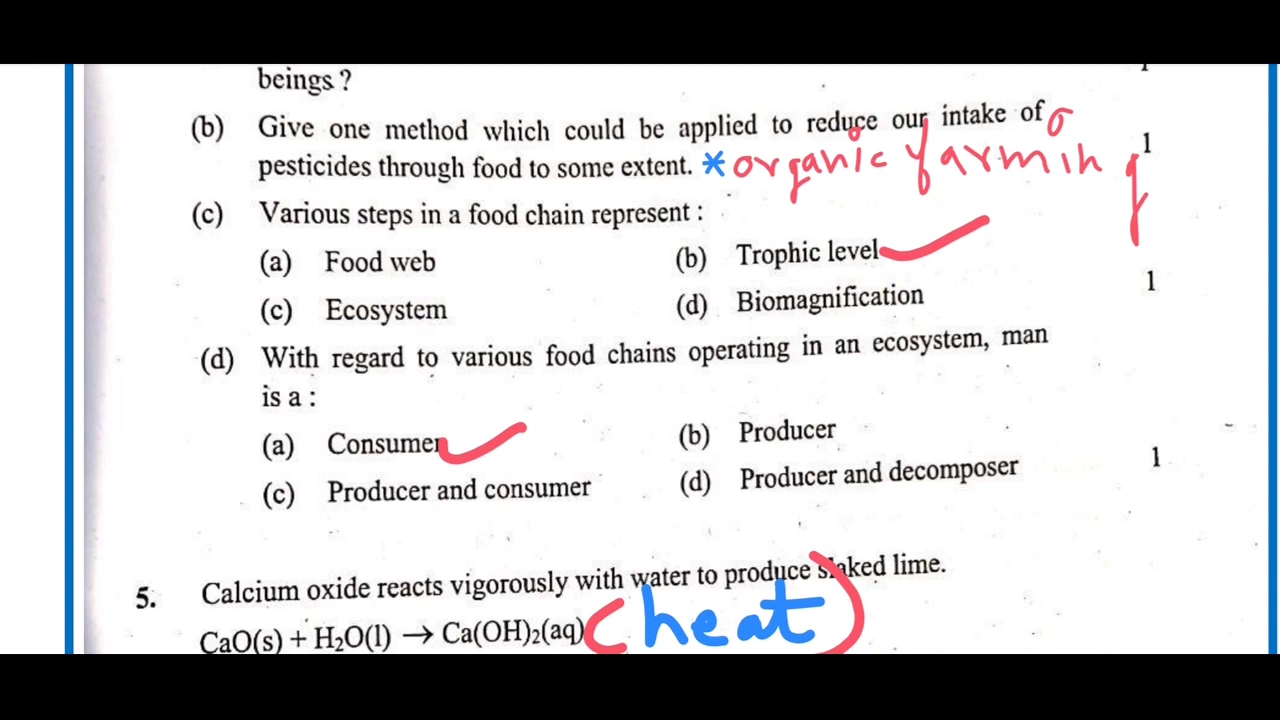 beings ?
(b) Give one method which could be applied to reduce our intake of
pesticides through food to some extent. *organic farming 1
(c) Various steps in a food chain represent :
(a) Food web (b) Trophic level
(c) Ecosystem (d) Biomagnification 1
(d) With regard to various food chains operating in an ecosystem, man
is a :
(a) Consumer (b) Producer
(c) Producer and consumer (d) Producer and decomposer 1
5. Calcium oxide reacts vigorously with water to produce slaked lime.
CaO(s) + H₂O(l) → Ca(OH)₂(aq) (heat)